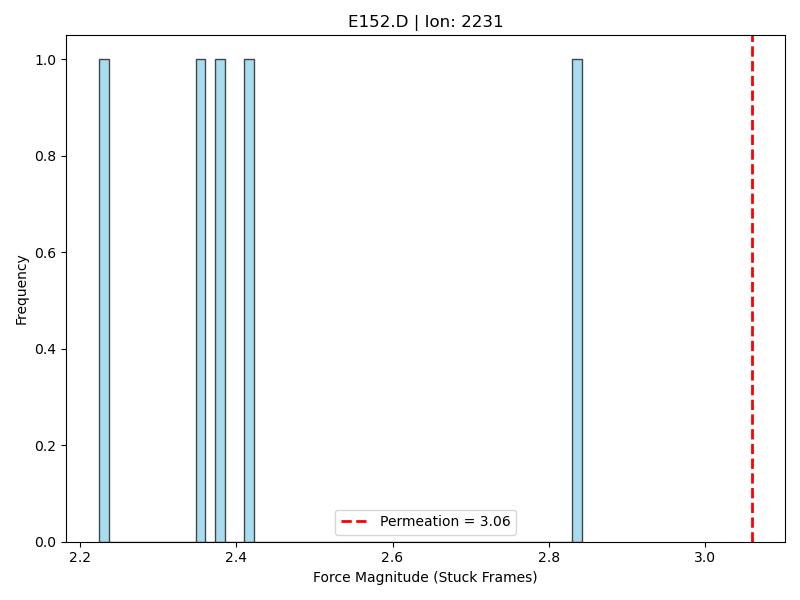 E152.D | Ion: 2231
Frequency
1.0
0.8
0.6
0.4
0.2
0.0
Permeation = 3.06
2.2 2.4 2.6 2.8 3.0
Force Magnitude (Stuck Frames)